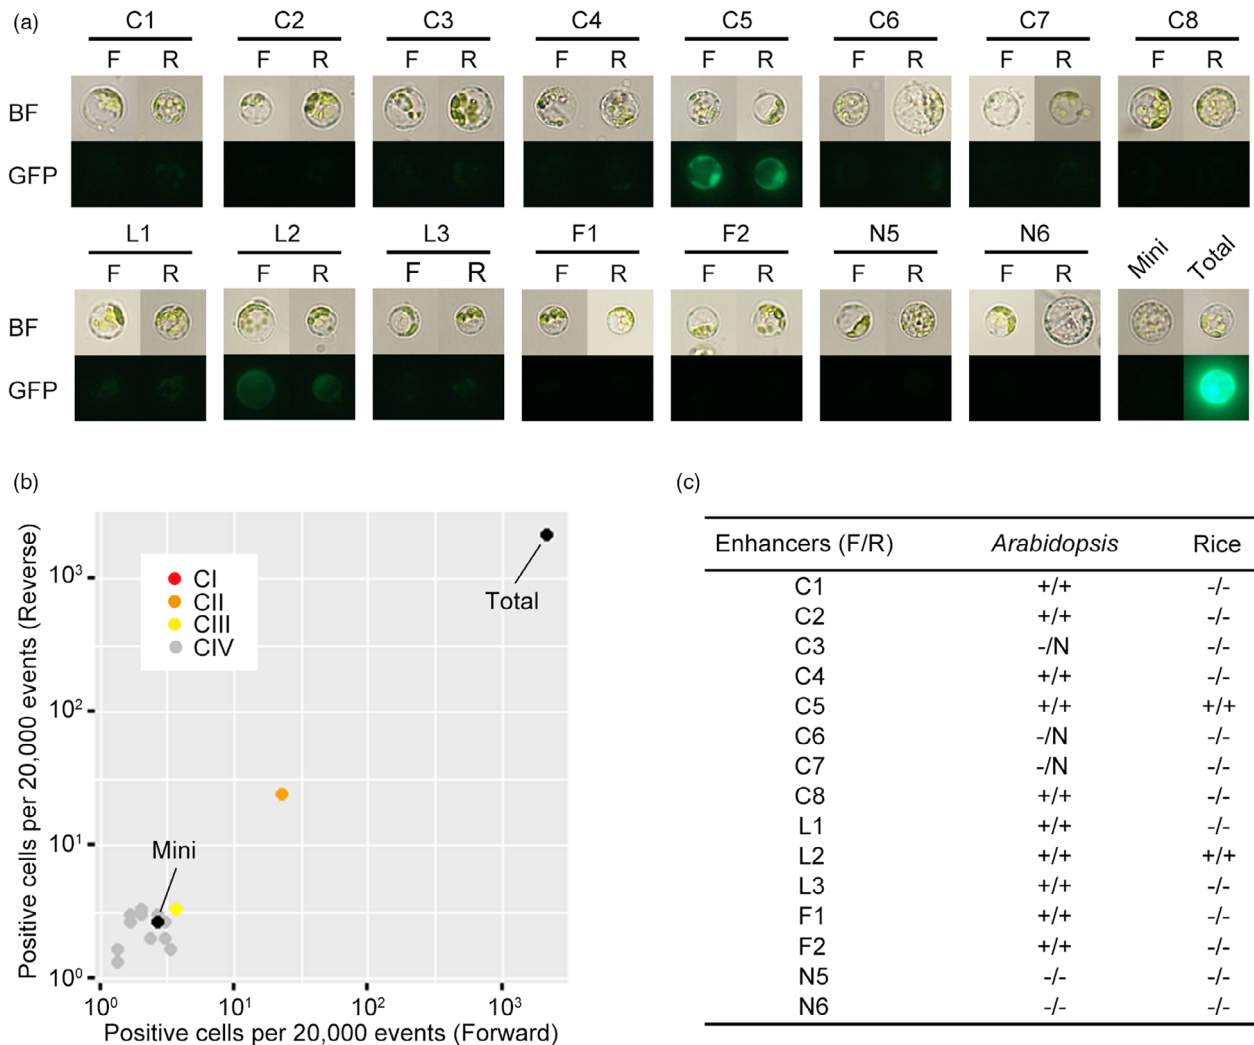 (a)
C1 C2 C3 C4 C5 C6 C7 C8
F R F R F R F R F R F R F R F R
BF
GFP
L1 L2 L3 F1 F2 N5 N6 Mini Total
F R F R F R F R F R F R F R
BF
GFP
(b)
Positive cells per 20,000 events (Reverse)
10³
10²
10¹
10⁰
CI
CII
CIII
CIV
Total
Mini
10⁰ 10¹ 10² 10³
Positive cells per 20,000 events (Forward)
(c)
Enhancers (F/R) Arabidopsis Rice
C1 +/+ -/-
C2 +/+ -/-
C3 -/N -/-
C4 +/+ -/-
C5 +/+ +/+
C6 -/N -/-
C7 -/N -/-
C8 +/+ -/-
L1 +/+ -/-
L2 +/+ +/+
L3 +/+ -/-
F1 +/+ -/-
F2 +/+ -/-
N5 -/- -/-
N6 -/- -/-